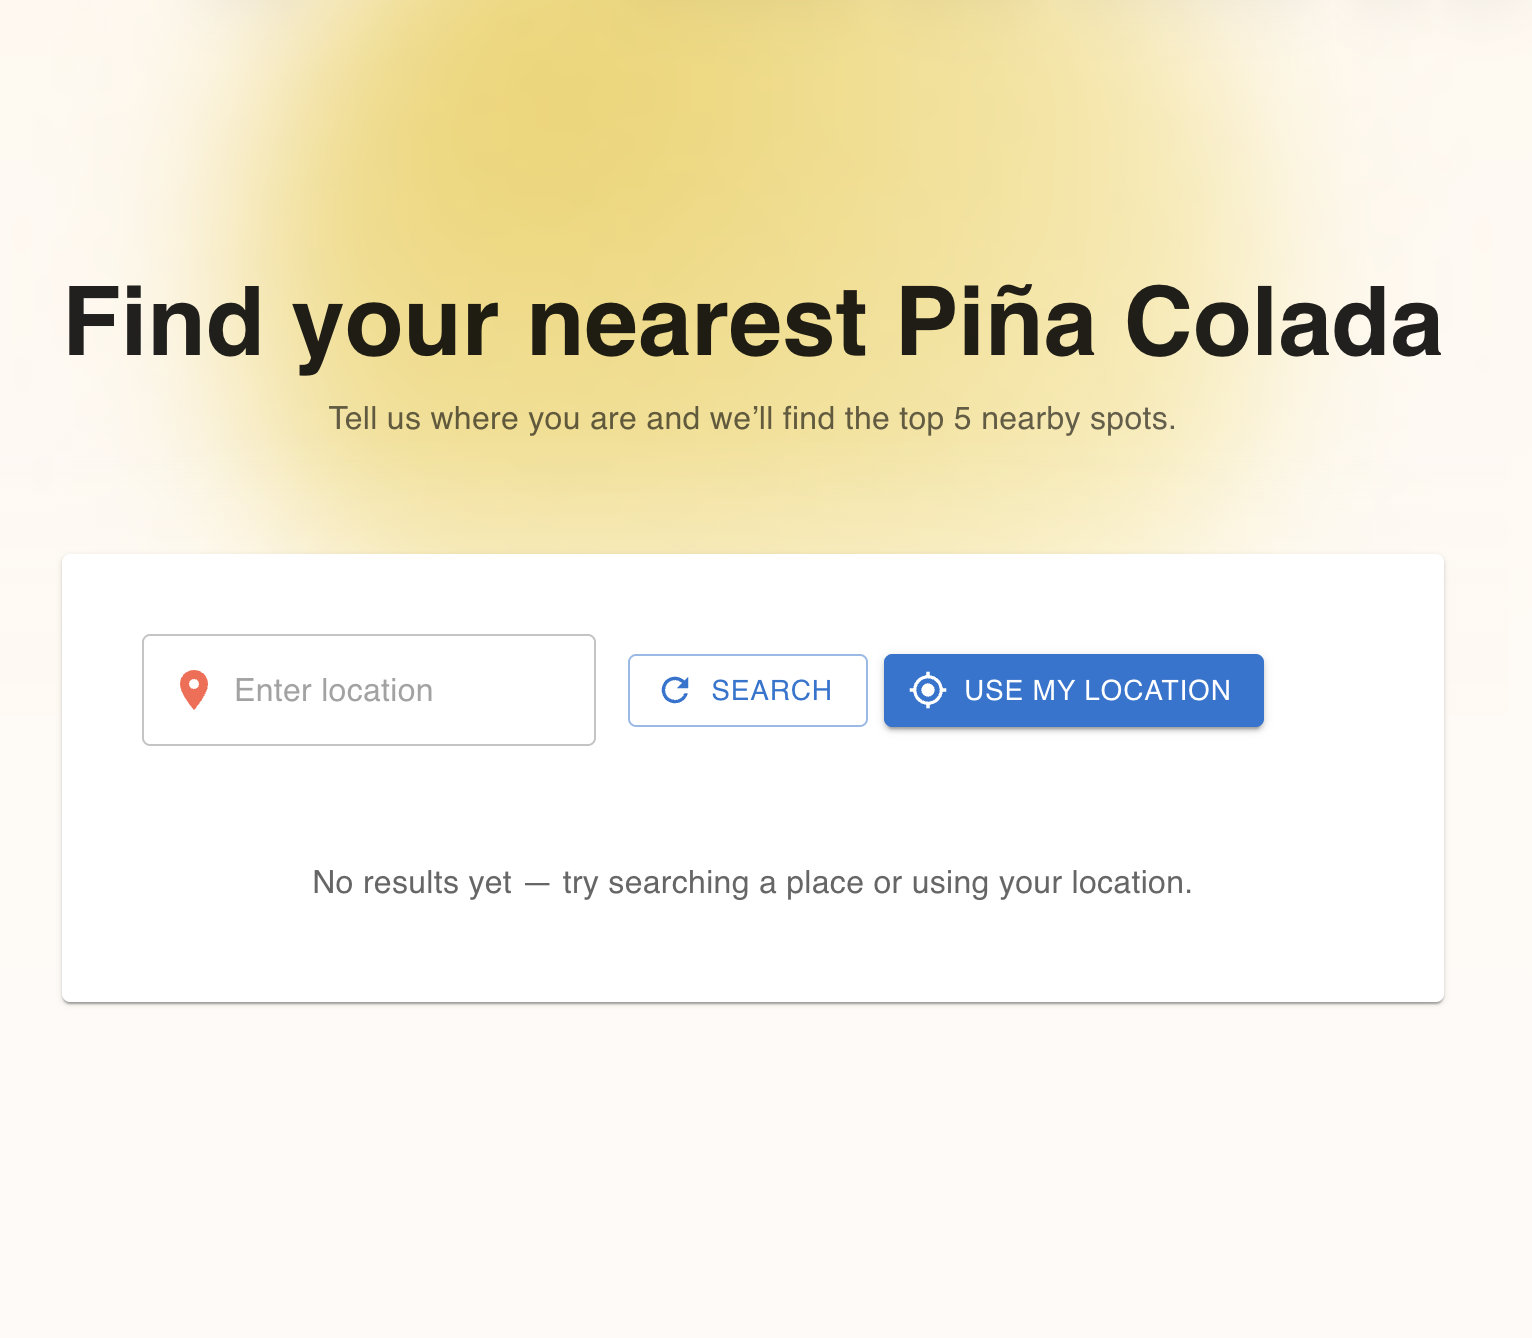 Find your nearest Piña Colada
Tell us where you are and we’ll find the top 5 nearby spots.
Enter location
SEARCH
USE MY LOCATION
No results yet — try searching a place or using your location.